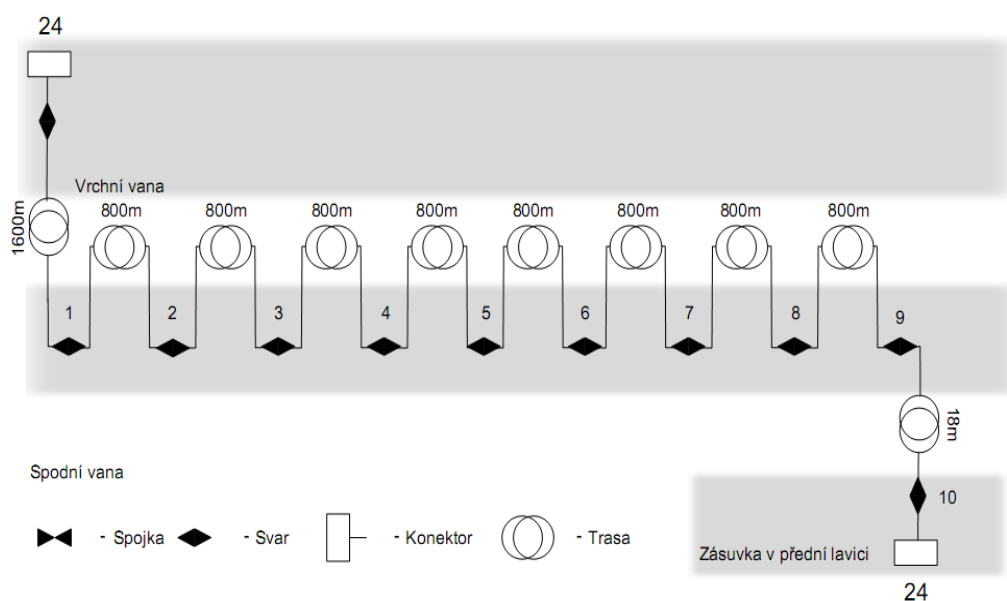 24
Vrchní vana
1600m
800m 800m 800m 800m 800m 800m 800m 800m
1 2 3 4 5 6 7 8 9
18m
Spodní vana
10
- Spojka - Svar - Konektor - Trasa
Zásuvka v přední lavici
24